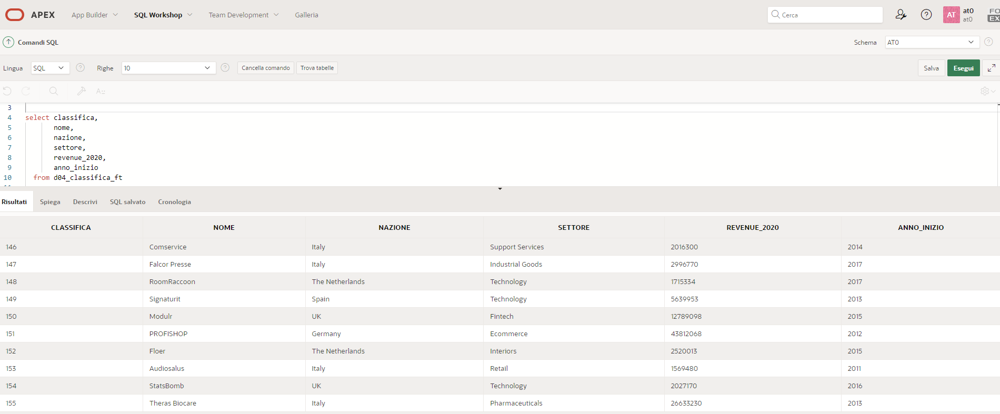 APEX App Builder SQL Workshop Team Development Galleria Cerca AT at0 FO
at0 EX
Comandi SQL Schema AT0
Lingua SQL Righe 10 Cancella comando Trova tabelle Salva Esegui
3
4 select classifica,
5 nome,
6 nazione,
7 settore,
8 revenue_2020,
9 anno_inizio
10 from d04_classifica_ft
Risultati Spiega Descrivi SQL salvato Cronologia
CLASSIFICA NOME NAZIONE SETTORE REVENUE_2020 ANNO_INIZIO
146 Comservice Italy Support Services 2016300 2014
147 Falcor Presse Italy Industrial Goods 2996770 2017
148 RoomRaccoon The Netherlands Technology 1715334 2017
149 Signaturit Spain Technology 5639953 2013
150 Modulr UK Fintech 12789098 2015
151 PROFISHOP Germany Ecommerce 43812068 2012
152 Floer The Netherlands Interiors 2520013 2015
153 Audiosalus Italy Retail 1569480 2011
154 StatsBomb UK Technology 2027170 2016
155 Theras Biocare Italy Pharmaceuticals 26633230 2013